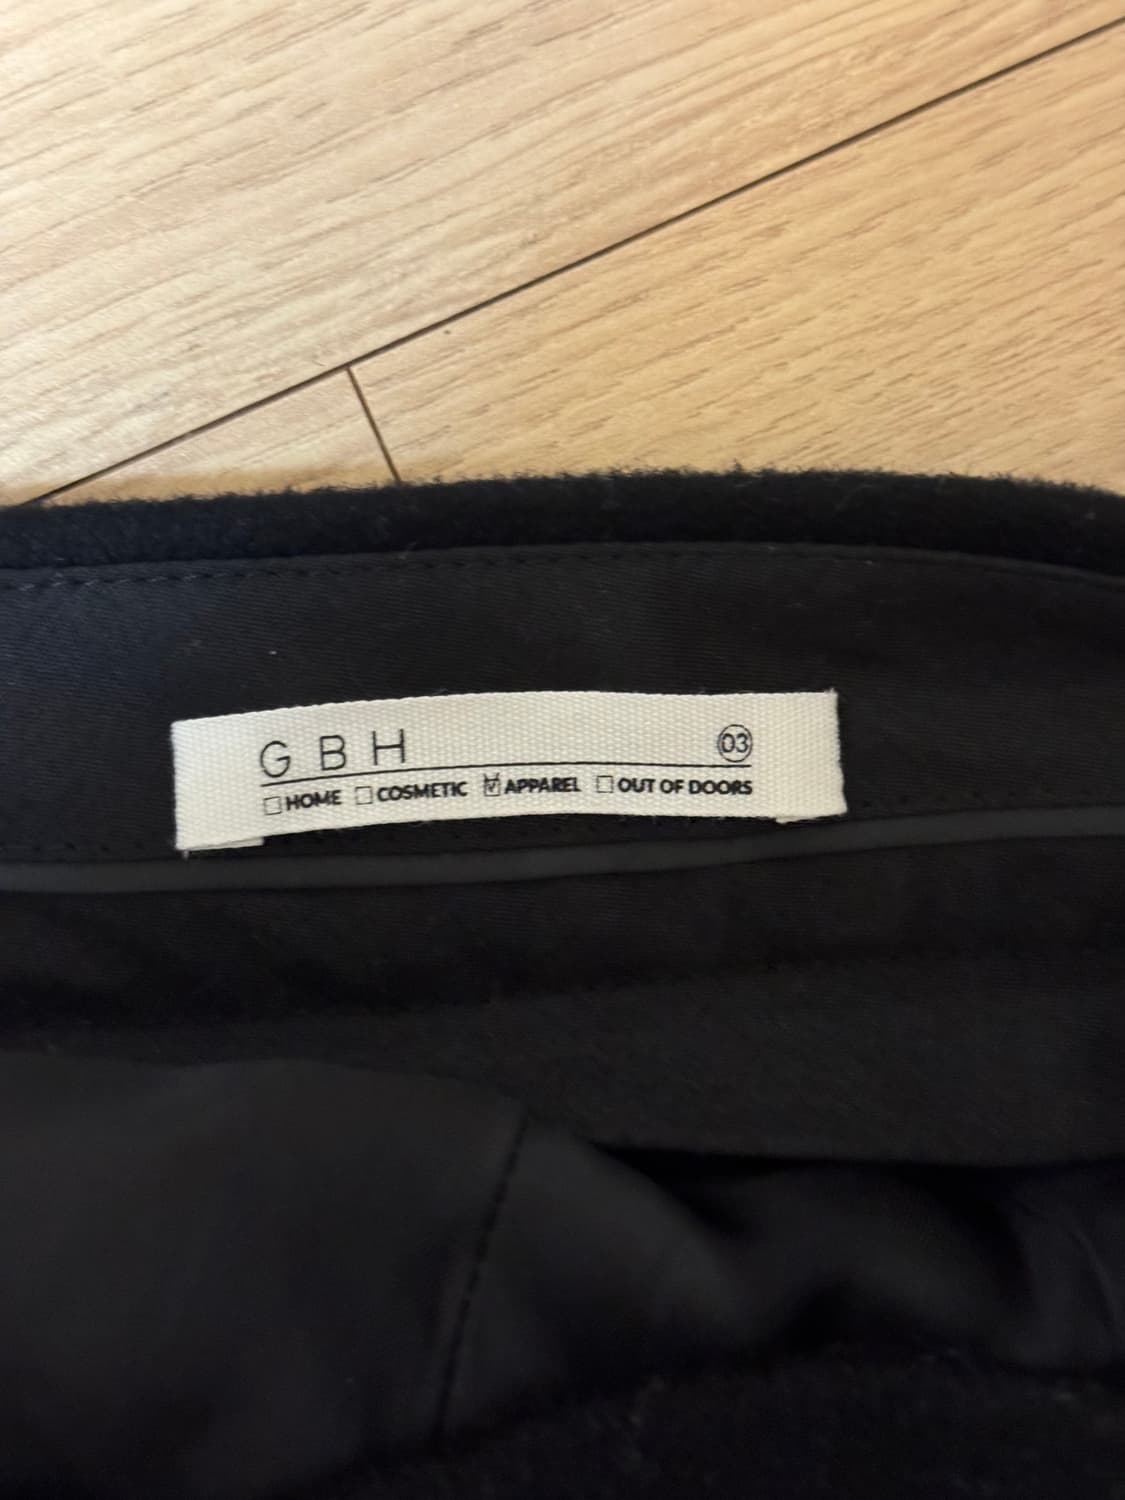 G B H 03
☐ HOME ☐ COSMETIC ☑ APPAREL ☐ OUT OF DOORS